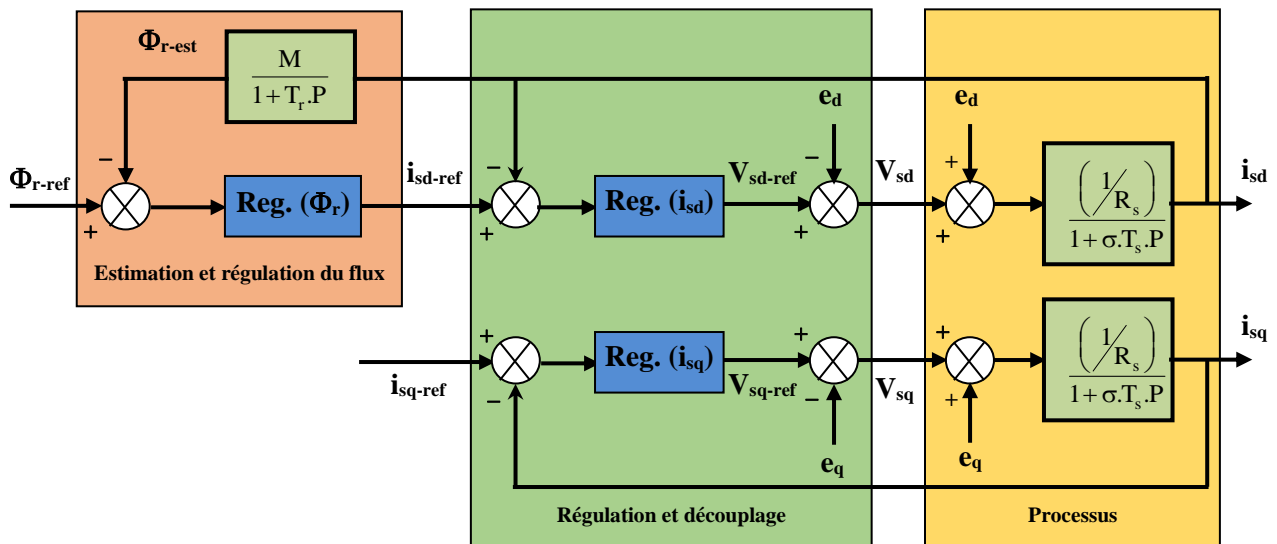 Φr-est
M
1 + Tr.P
−
Φr-ref
+
Reg. (Φr)
Estimation et régulation du flux
isd-ref
−
+
Reg. (isd)
Vsd-ref
ed
−
+
Vsd
ed
+
+
(1/Rs)
1 + σ.Ts.P
isd
isq-ref
+
−
Reg. (isq)
Vsq-ref
+
−
eq
Vsq
+
+
eq
(1/Rs)
1 + σ.Ts.P
isq
Régulation et découplage
Processus